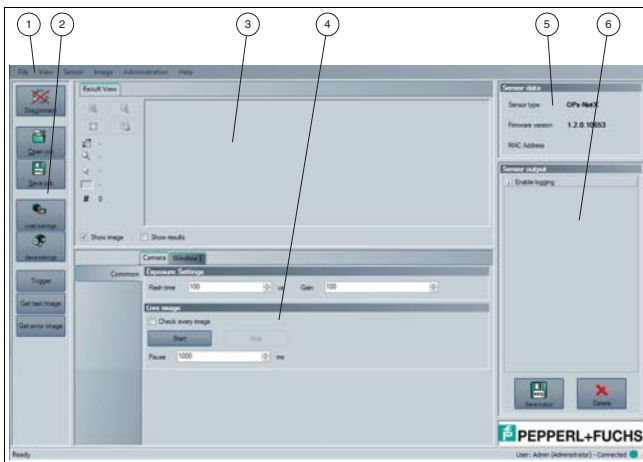 1 2 3 4 5 6
File View Sensor Image Administration Help
Disconnect
Open job
Save job
Load settings
Save settings
Trigger
Get test image
Get error image
Result View
# 0
Show image Show results
Camera Window 1
Common
Exposure Settings
Flash time 100 us Gain 100
Live image
Check every image
Start Stop
Pause 1000 ms
Sensor data
Sensor type OPx-NetX
Firmware version 1.2.0.10653
MAC Address
Sensor output
Enable logging
Save output Delete
PEPPERL+FUCHS
Ready User: Admin (Administrator) - Connected